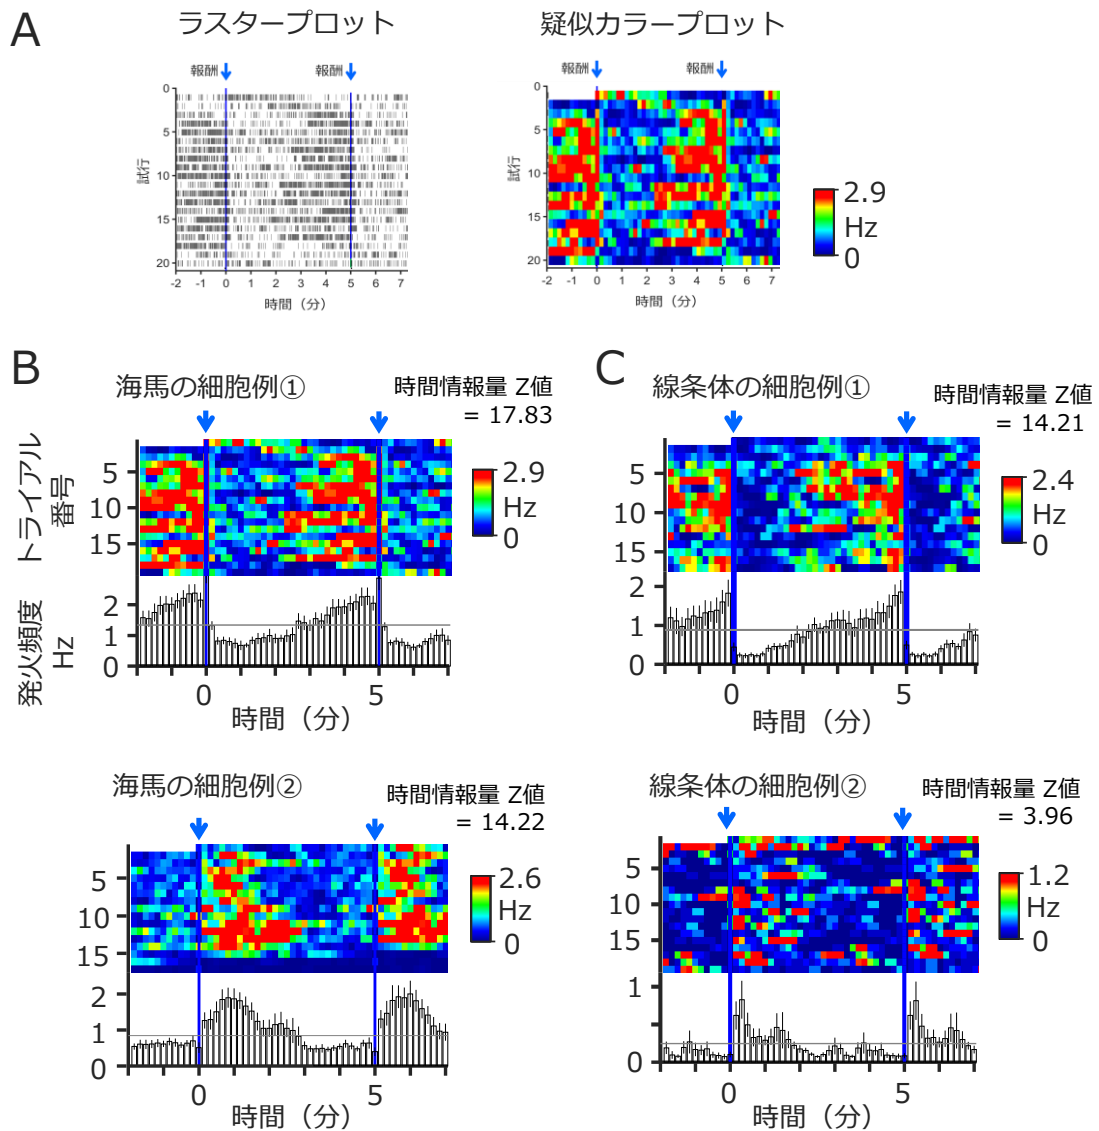 A
ラスタープロット
疑似カラープロット
報酬
報酬
報酬
報酬
0
5
10
15
20
試行
-2 -1 0 1 2 3 4 5 6 7
時間（分）
0
5
10
15
20
試行
-2 -1 0 1 2 3 4 5 6 7
時間（分）
2.9
Hz
0
B
海馬の細胞例①
時間情報量 Z値
= 17.83
トライアル
番号
5
10
15
2.9
Hz
0
発火頻度
Hz
2
1
0
0 5
時間（分）
C
線条体の細胞例①
時間情報量 Z値
= 14.21
5
10
15
2.4
Hz
0
2
1
0
0 5
時間（分）
海馬の細胞例②
時間情報量 Z値
= 14.22
5
10
15
2.6
Hz
0
2
1
0
0 5
時間（分）
線条体の細胞例②
時間情報量 Z値
= 3.96
5
10
15
1.2
Hz
0
1
0
0 5
時間（分）